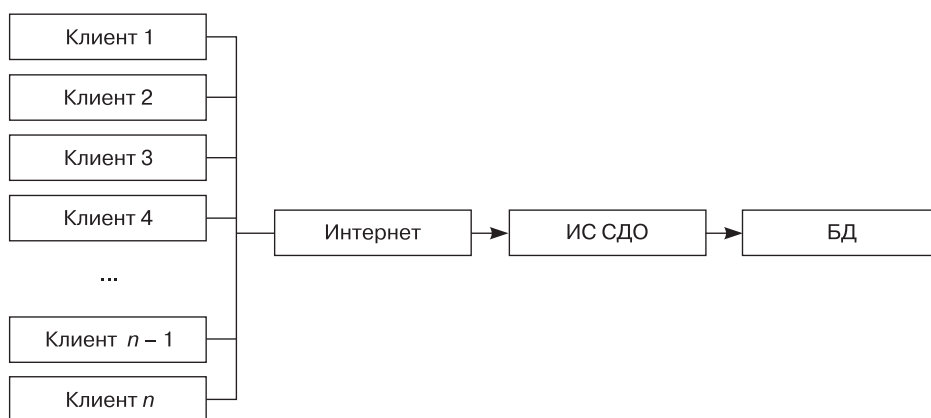 Клиент 1
Клиент 2
Клиент 3
Клиент 4
...
Клиент n – 1
Клиент n
Интернет
ИС СДО
БД